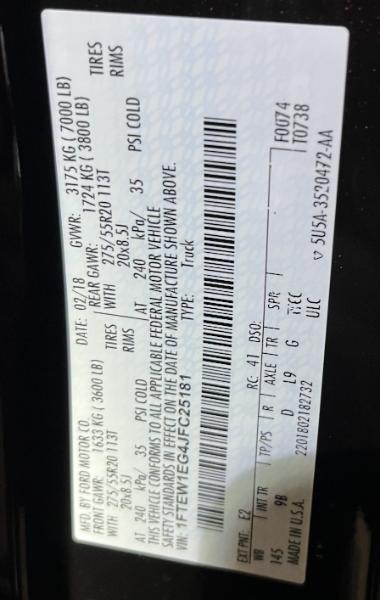 MFD. BY FORD MOTOR CO. DATE: 02/18 GVWR: 3175 KG ( 7000 LB)
FRONT GAWR: 1633 KG ( 3600 LB) REAR GAWR: 1724 KG ( 3800 LB)
WITH 275/55R20 113T TIRES WITH 275/55R20 113T TIRES
20x8.5J RIMS 20x8.5J RIMS
AT 240 kPa/ 35 PSI COLD AT 240 kPa/ 35 PSI COLD
THIS VEHICLE CONFORMS TO ALL APPLICABLE FEDERAL MOTOR VEHICLE
SAFETY STANDARDS IN EFFECT ON THE DATE OF MANUFACTURE SHOWN ABOVE.
VIN: 1FTEW1EG4JFC25181 TYPE: Truck
F0074
T0738
EXT PNT: E2 RC: 41 DSO:
WB INT TR TP/PS R AXLE TR SPR
145 9B D L9 G
MADE IN U.S.A. 2201802182732 ULC
▽ 5U5A-3520472-AA